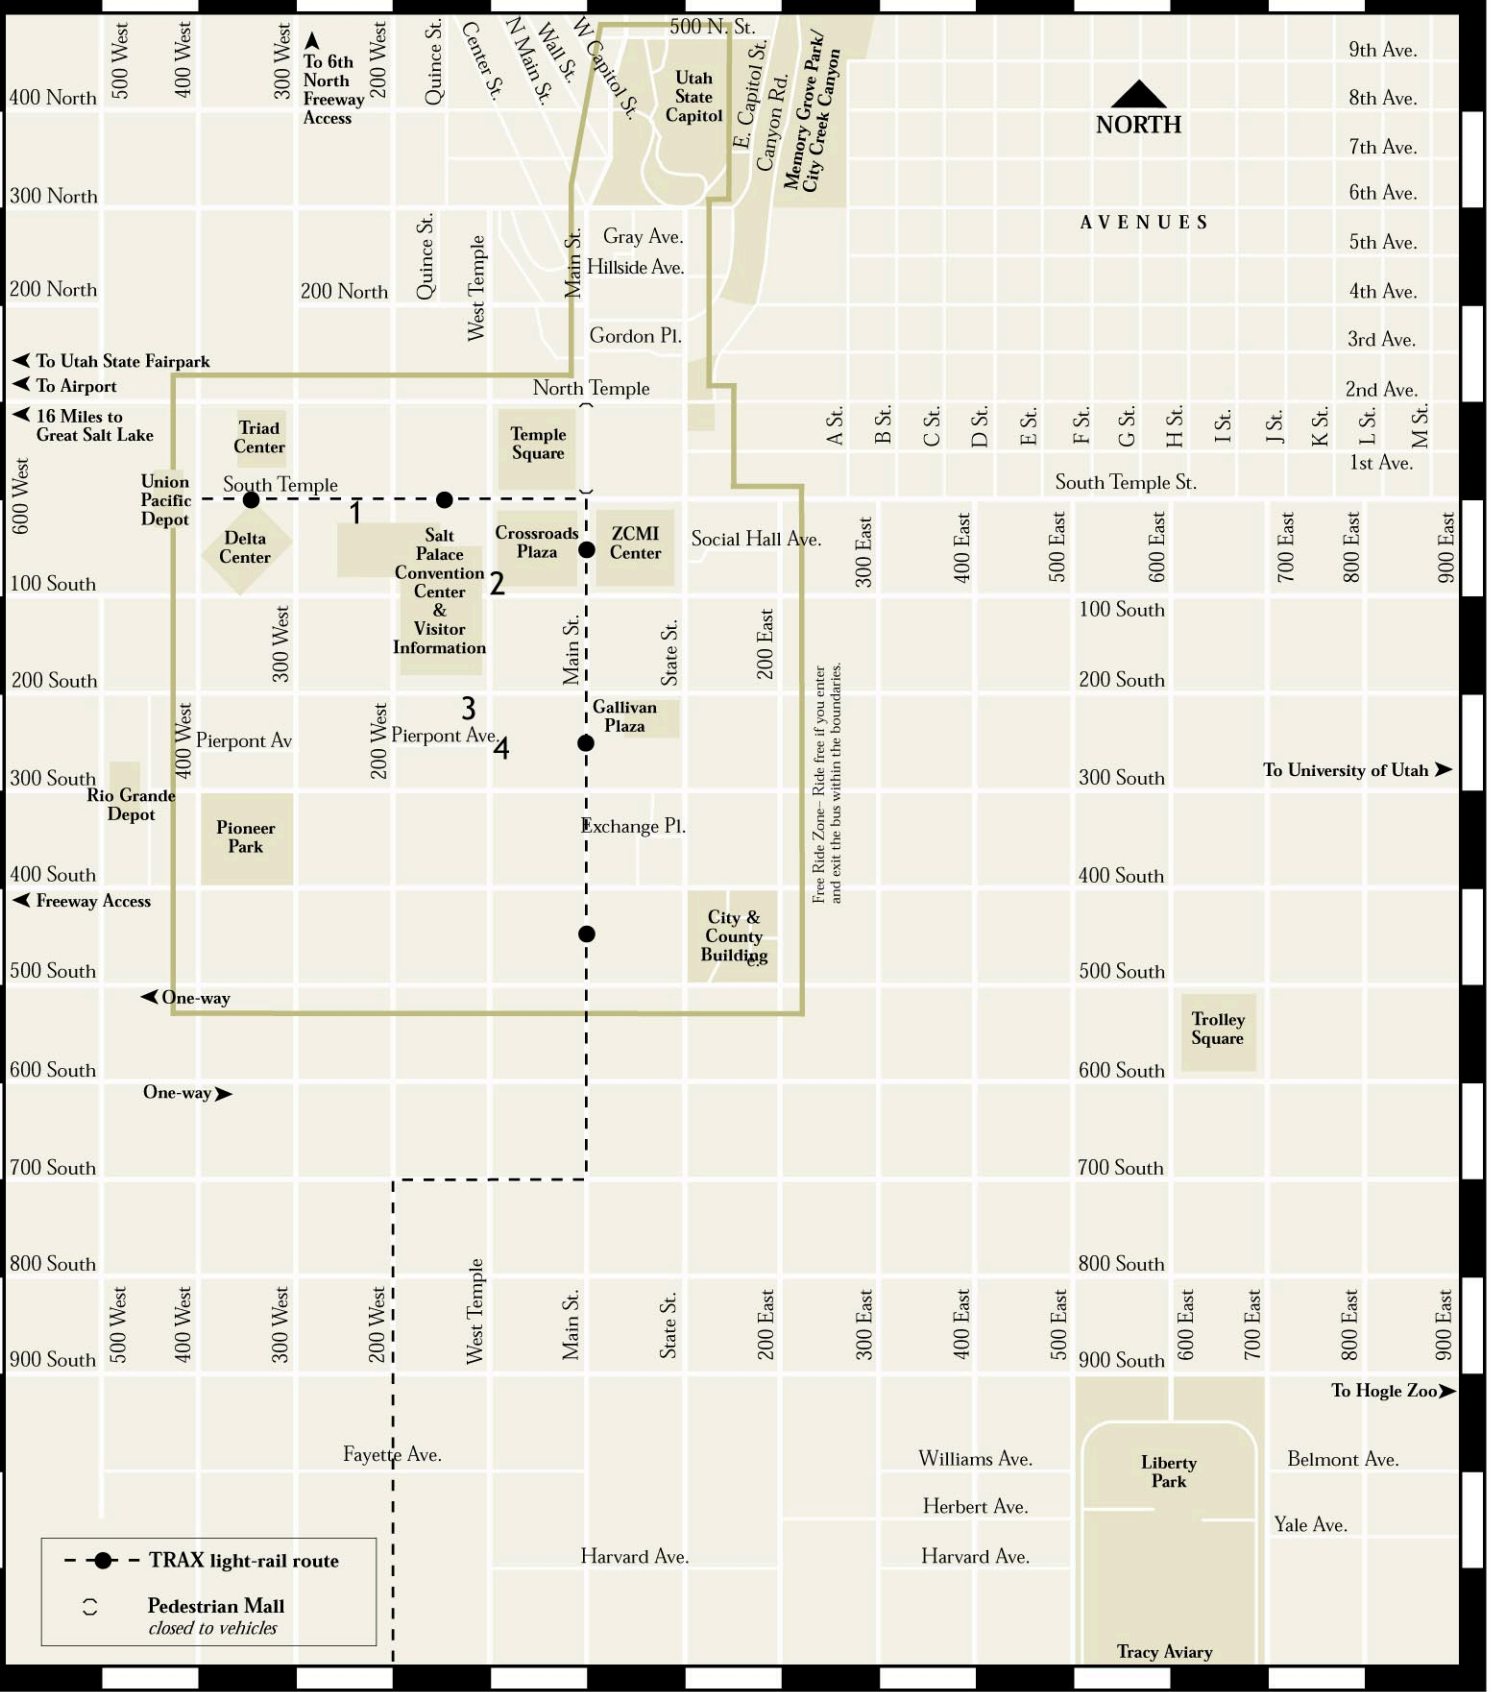 500 West
400 West
300 West
To 6th
North
Freeway
Access
200 West
Quince St.
Center St.
N Main St.
Wall St.
W Capitol St.
500 N. St.
Utah
State
Capitol
E. Capitol St.
Canyon Rd.
Memory Grove Park/
City Creek Canyon
NORTH
AVENUES
9th Ave.
8th Ave.
7th Ave.
6th Ave.
5th Ave.
4th Ave.
3rd Ave.
2nd Ave.
1st Ave.
400 North
300 North
200 North
200 North
Quince St.
West Temple
Main St.
Gray Ave.
Hillside Ave.
Gordon Pl.
North Temple
To Utah State Fairpark
To Airport
16 Miles to
Great Salt Lake
600 West
A St.
B St.
C St.
D St.
E St.
F St.
G St.
H St.
I St.
J St.
K St.
L St.
M St.
Triad
Center
Temple
Square
Union
Pacific
Depot
South Temple
South Temple St.
1
Delta
Center
Salt
Palace
Convention
Center
&
Visitor
Information
Crossroads
Plaza
ZCMI
Center
Social Hall Ave.
2
300 East
400 East
500 East
600 East
700 East
800 East
900 East
100 South
100 South
300 West
Main St.
State St.
200 East
200 South
200 South
3
Gallivan
Plaza
400 West
Pierpont Av
200 West
Pierpont Ave.
4
Free Ride Zone– Ride free if you enter
and exit the bus within the boundaries.
To University of Utah
300 South
300 South
Rio Grande
Depot
Pioneer
Park
Exchange Pl.
400 South
400 South
Freeway Access
City &
County
Building
e.
500 South
500 South
One-way
Trolley
Square
600 South
600 South
One-way
700 South
700 South
800 South
800 South
500 West
400 West
300 West
200 West
West Temple
Main St.
State St.
200 East
300 East
400 East
500 East
600 East
700 East
800 East
900 East
900 South
900 South
To Hogle Zoo
Fayette Ave.
Williams Ave.
Liberty
Park
Belmont Ave.
Herbert Ave.
Yale Ave.
Harvard Ave.
Harvard Ave.
TRAX light-rail route
Pedestrian Mall
closed to vehicles
Tracy Aviary